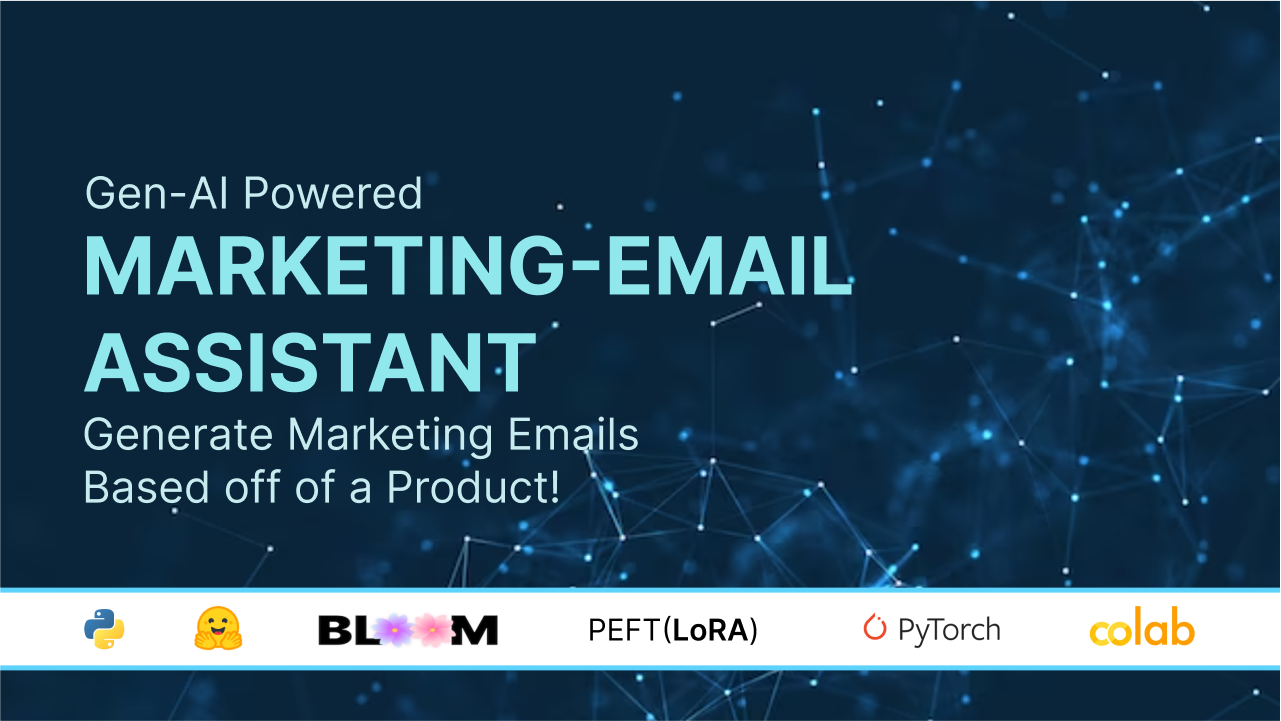 Gen-AI Powered
MARKETING-EMAIL
ASSISTANT
Generate Marketing Emails
Based off of a Product!
BLOOM PEFT(LoRA) PyTorch colab